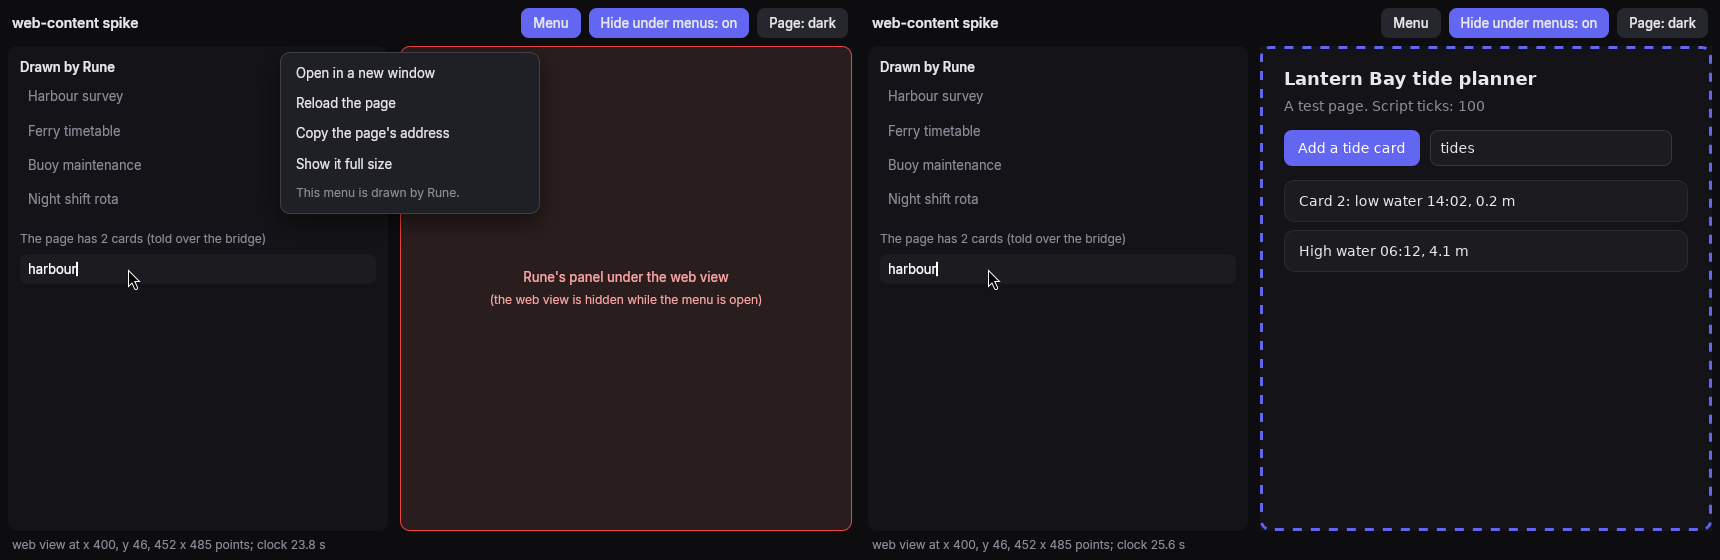 web-content spike
Menu
Hide under menus: on
Page: dark
Drawn by Rune
Harbour survey
Ferry timetable
Buoy maintenance
Night shift rota
The page has 2 cards (told over the bridge)
harbour
Open in a new window
Reload the page
Copy the page's address
Show it full size
This menu is drawn by Rune.
Rune's panel under the web view
(the web view is hidden while the menu is open)
web view at x 400, y 46, 452 x 485 points; clock 23.8 s
web-content spike
Menu
Hide under menus: on
Page: dark
Drawn by Rune
Harbour survey
Ferry timetable
Buoy maintenance
Night shift rota
The page has 2 cards (told over the bridge)
harbour
Lantern Bay tide planner
A test page. Script ticks: 100
Add a tide card
tides
Card 2: low water 14:02, 0.2 m
High water 06:12, 4.1 m
web view at x 400, y 46, 452 x 485 points; clock 25.6 s